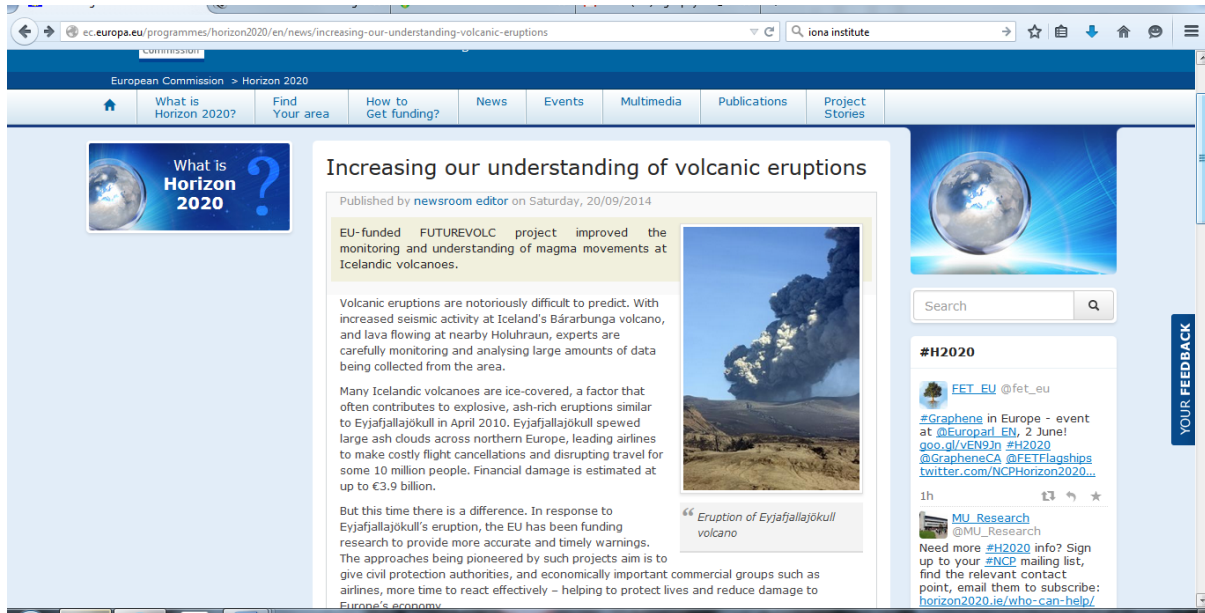 ec.europa.eu/programmes/horizon2020/en/news/increasing-our-understanding-volcanic-eruptions
iona institute
Commission
European Commission > Horizon 2020
What is Horizon 2020?
Find Your area
How to Get funding?
News
Events
Multimedia
Publications
Project Stories
What is
Horizon
2020
Increasing our understanding of volcanic eruptions
Published by newsroom editor on Saturday, 20/09/2014
EU-funded FUTUREVOLC project improved the
monitoring and understanding of magma movements at
Icelandic volcanoes.
Volcanic eruptions are notoriously difficult to predict. With
increased seismic activity at Iceland's Bárarbunga volcano,
and lava flowing at nearby Holuhraun, experts are
carefully monitoring and analysing large amounts of data
being collected from the area.
Many Icelandic volcanoes are ice-covered, a factor that
often contributes to explosive, ash-rich eruptions similar
to Eyjafjallajökull in April 2010. Eyjafjallajökull spewed
large ash clouds across northern Europe, leading airlines
to make costly flight cancellations and disrupting travel for
some 10 million people. Financial damage is estimated at
up to €3.9 billion.
But this time there is a difference. In response to
Eyjafjallajökull's eruption, the EU has been funding
research to provide more accurate and timely warnings.
The approaches being pioneered by such projects aim is to
give civil protection authorities, and economically important commercial groups such as
airlines, more time to react effectively – helping to protect lives and reduce damage to
Europe's economy
Eruption of Eyjafjallajökull
volcano
Search
#H2020
FET_EU @fet_eu
#Graphene in Europe - event
at @Europarl_EN, 2 June!
goo.gl/vEN9Jn #H2020
@GrapheneCA @FETFlagships
twitter.com/NCPHorizon2020...
1h
MU_Research
@MU_Research
Need more #H2020 info? Sign
up to your #NCP mailing list,
find the relevant contact
point, email them to subscribe:
horizon2020.ie/who-can-help/
YOUR FEEDBACK